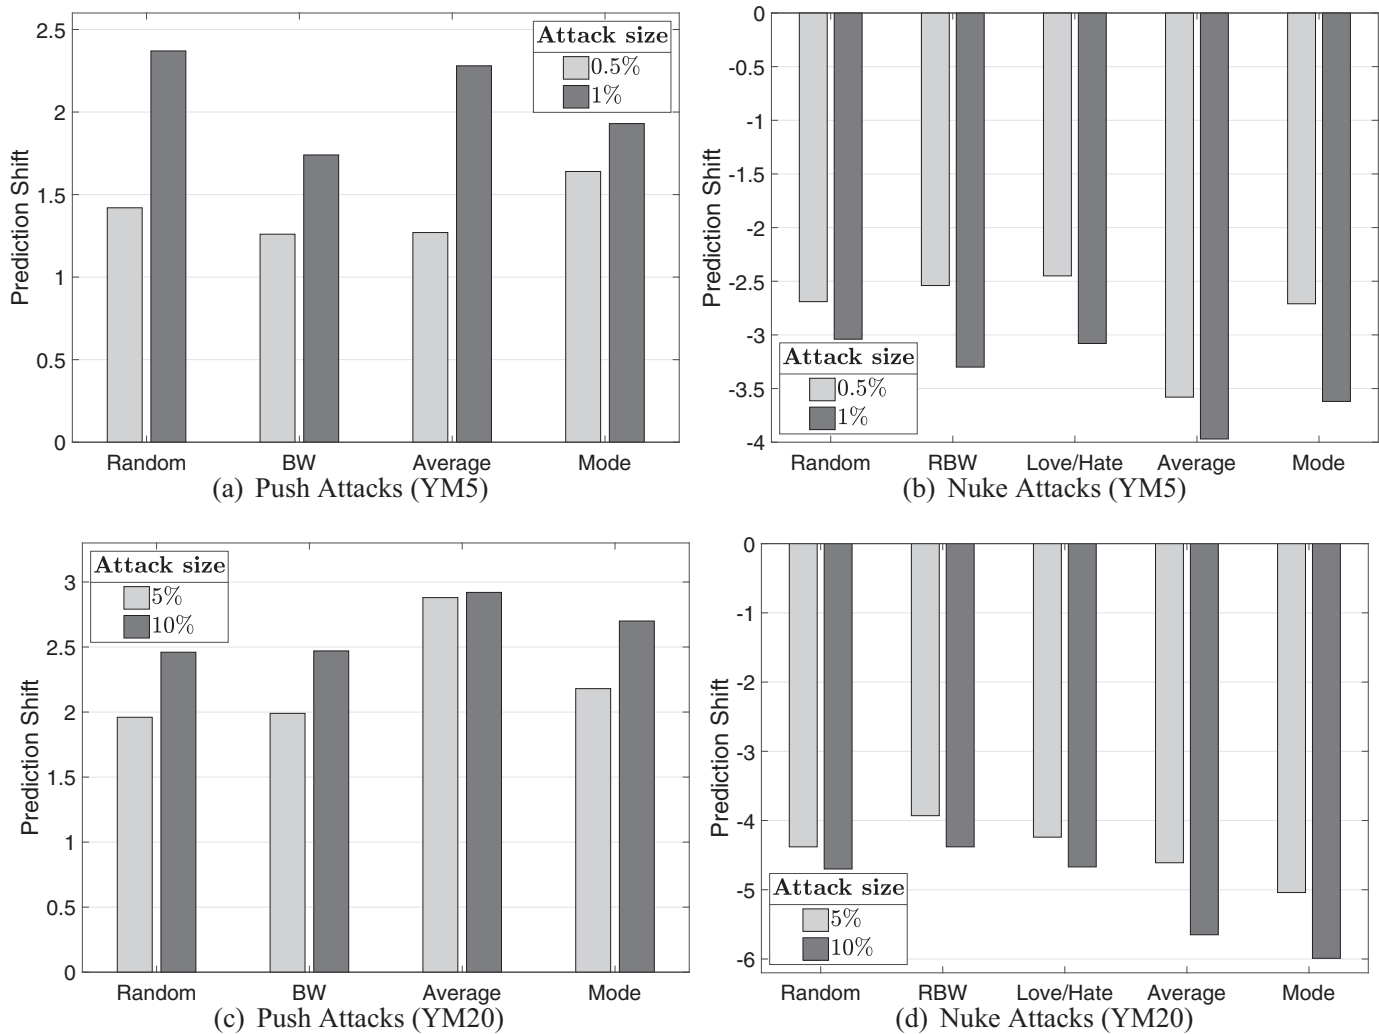 Attack size
0.5%
1%
2.5
2
1.5
1
0.5
0
Prediction Shift
Random BW Average Mode
(a) Push Attacks (YM5)
0
-0.5
-1
-1.5
-2
-2.5
-3
-3.5
-4
Prediction Shift
Attack size
0.5%
1%
Random RBW Love/Hate Average Mode
(b) Nuke Attacks (YM5)
Attack size
5%
10%
3
2.5
2
1.5
1
0.5
0
Prediction Shift
Random BW Average Mode
(c) Push Attacks (YM20)
0
-1
-2
-3
-4
-5
-6
Prediction Shift
Attack size
5%
10%
Random RBW Love/Hate Average Mode
(d) Nuke Attacks (YM20)